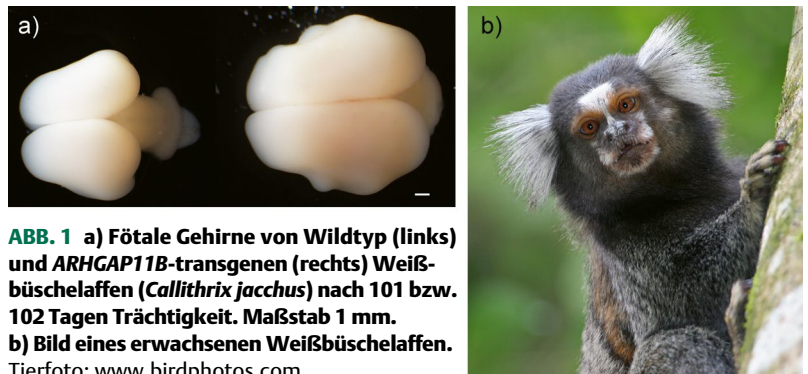 a)
b)
ABB. 1 a) Fötale Gehirne von Wildtyp (links)
und ARHGAP11B-transgenen (rechts) Weiß-
büschelaffen (Callithrix jacchus) nach 101 bzw.
102 Tagen Trächtigkeit. Maßstab 1 mm.
b) Bild eines erwachsenen Weißbüschelaffen.
Tierfoto: www.birdphotos.com